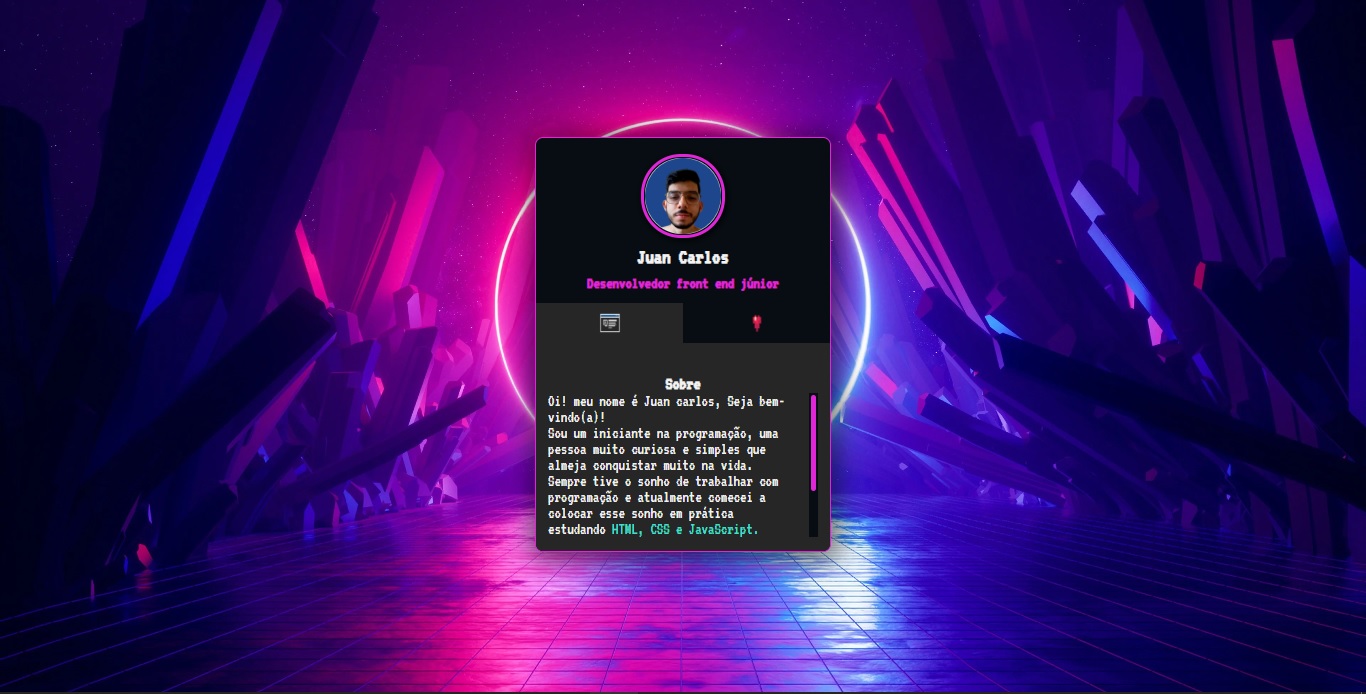 Juan Carlos
Desenvolvedor front end júnior
Sobre
Oi! meu nome é Juan carlos, Seja bem-
vindo(a)!
Sou um iniciante na programação, uma
pessoa muito curiosa e simples que
almeja conquistar muito na vida.
Sempre tive o sonho de trabalhar com
programação e atualmente comecei a
colocar esse sonho em prática
estudando HTML, CSS e JavaScript.